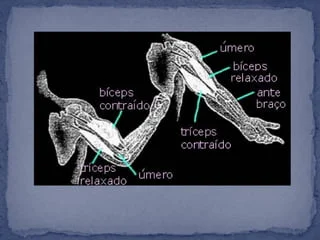 úmero
bíceps
relaxado
ante
braço
bíceps
contraído
tríceps
contraído
tríceps
relaxado
úmero